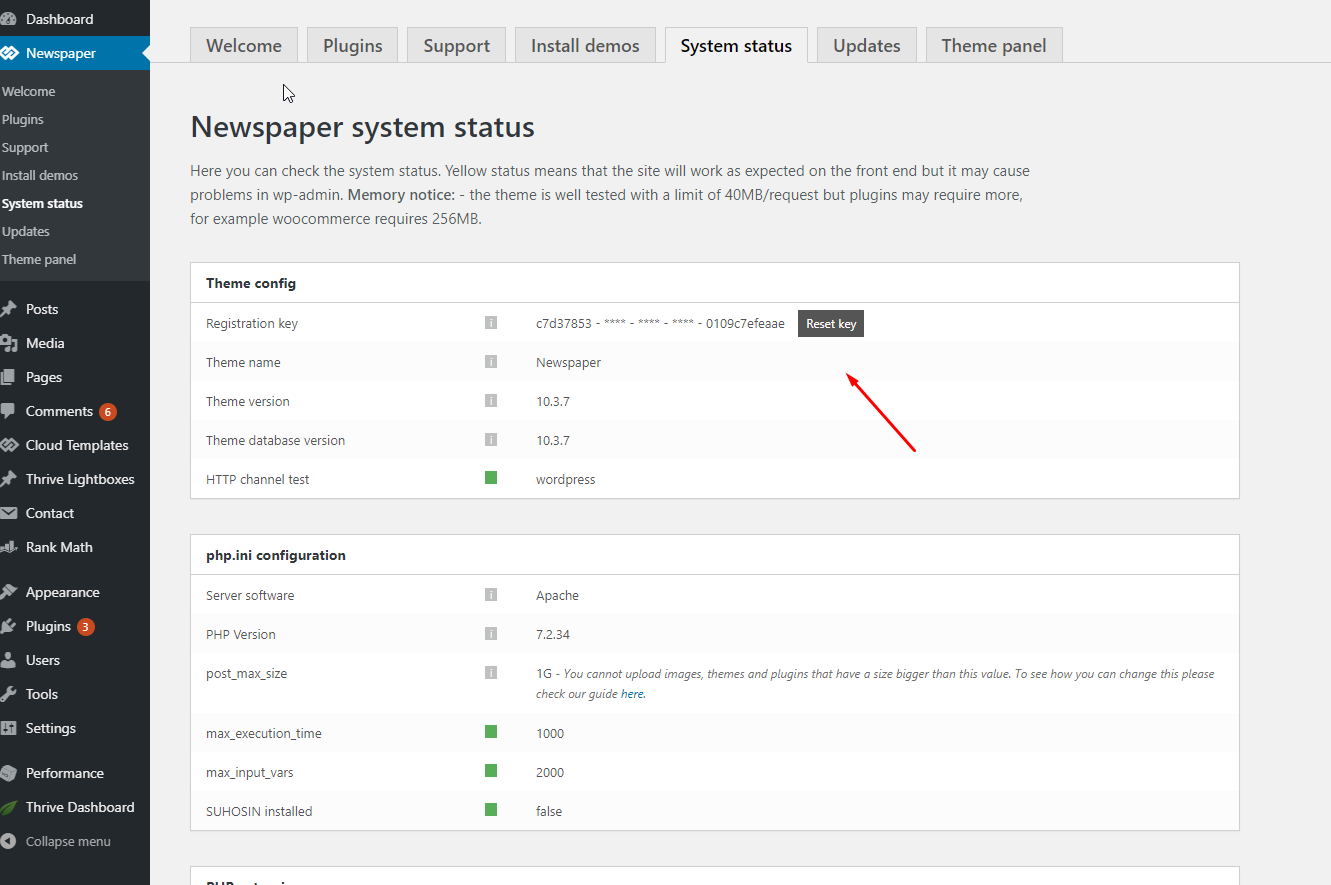 Dashboard
Newspaper
Welcome
Plugins
Support
Install demos
System status
Updates
Theme panel
Posts
Media
Pages
Comments 6
Cloud Templates
Thrive Lightboxes
Contact
Rank Math
Appearance
Plugins 3
Users
Tools
Settings
Performance
Thrive Dashboard
Collapse menu
Welcome Plugins Support Install demos System status Updates Theme panel
Newspaper system status
Here you can check the system status. Yellow status means that the site will work as expected on the front end but it may cause
problems in wp-admin. Memory notice: - the theme is well tested with a limit of 40MB/request but plugins may require more,
for example woocommerce requires 256MB.
Theme config
Registration key i c7d37853 - **** - **** - **** - 0109c7efeaae Reset key
Theme name i Newspaper
Theme version i 10.3.7
Theme database version i 10.3.7
HTTP channel test wordpress
php.ini configuration
Server software i Apache
PHP Version i 7.2.34
post_max_size i 1G - You cannot upload images, themes and plugins that have a size bigger than this value. To see how you can change this please
check our guide here.
max_execution_time 1000
max_input_vars 2000
SUHOSIN installed false